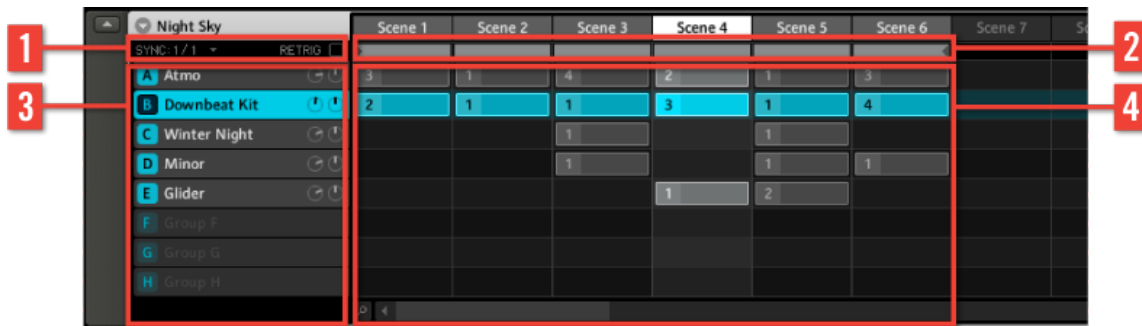 Night Sky Scene 1 Scene 2 Scene 3 Scene 4 Scene 5 Scene 6 Scene 7
1 SYNC: 1 / 1 RETRIG 2
3 A Atmo 3 1 4 2 1 3
B Downbeat Kit 2 1 1 3 1 4 4
C Winter Night 1 1
D Minor 1 1 1
E Glider 1 2
F Group F
G Group G
H Group H